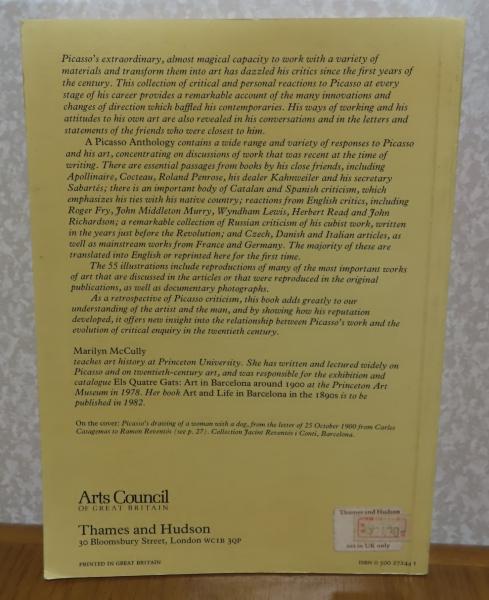 Picasso's extraordinary, almost magical capacity to work with a variety of
materials and transform them into art has dazzled his critics since the first years of
the century. This collection of critical and personal reactions to Picasso at every
stage of his career provides a remarkable account of the many innovations and
changes of direction which baffled his contemporaries. His ways of working and his
attitudes to his own art are also revealed in his conversations and in the letters and
statements of the friends who were closest to him.
A Picasso Anthology contains a wide range and variety of responses to Picasso
and his art, concentrating on discussions of work that was recent at the time of
writing. There are essential passages from books by his close friends, including
Apollinaire, Cocteau, Roland Penrose, his dealer Kahnweiler and his secretary
Sabartés; there is an important body of Catalan and Spanish criticism, which
emphasizes his ties with his native country; reactions from English critics, including
Roger Fry, John Middleton Murry, Wyndham Lewis, Herbert Read and John
Richardson; a remarkable collection of Russian criticism of his cubist work, written
in the years just before the Revolution; and Czech, Danish and Italian articles, as
well as mainstream works from France and Germany. The majority of these are
translated into English or reprinted here for the first time.
The 55 illustrations include reproductions of many of the most important works
of art that are discussed in the articles or that were reproduced in the original
publications, as well as documentary photographs.
As a retrospective of Picasso criticism, this book adds greatly to our
understanding of the artist and the man, and by showing how his reputation
developed, it offers new insight into the relationship between Picasso's work and the
evolution of critical enquiry in the twentieth century.
Marilyn McCully
teaches art history at Princeton University. She has written and lectured widely on
Picasso and on twentieth-century art, and was responsible for the exhibition and
catalogue Els Quatre Gats: Art in Barcelona around 1900 at the Princeton Art
Museum in 1978. Her book Art and Life in Barcelona in the 1890s is to be
published in 1982.
On the cover: Picasso's drawing of a woman with a dog, from the letter of 25 October 1900 from Carles
Casagemas to Ramon Reventós (see p. 27). Collection Jacint Reventós i Conti, Barcelona.
Arts Council
OF GREAT BRITAIN
Thames and Hudson
30 Bloomsbury Street, London WC1B 3QP
Thames and Hudson
net in UK only
PRINTED IN GREAT BRITAIN
ISBN 0 500 27244 1